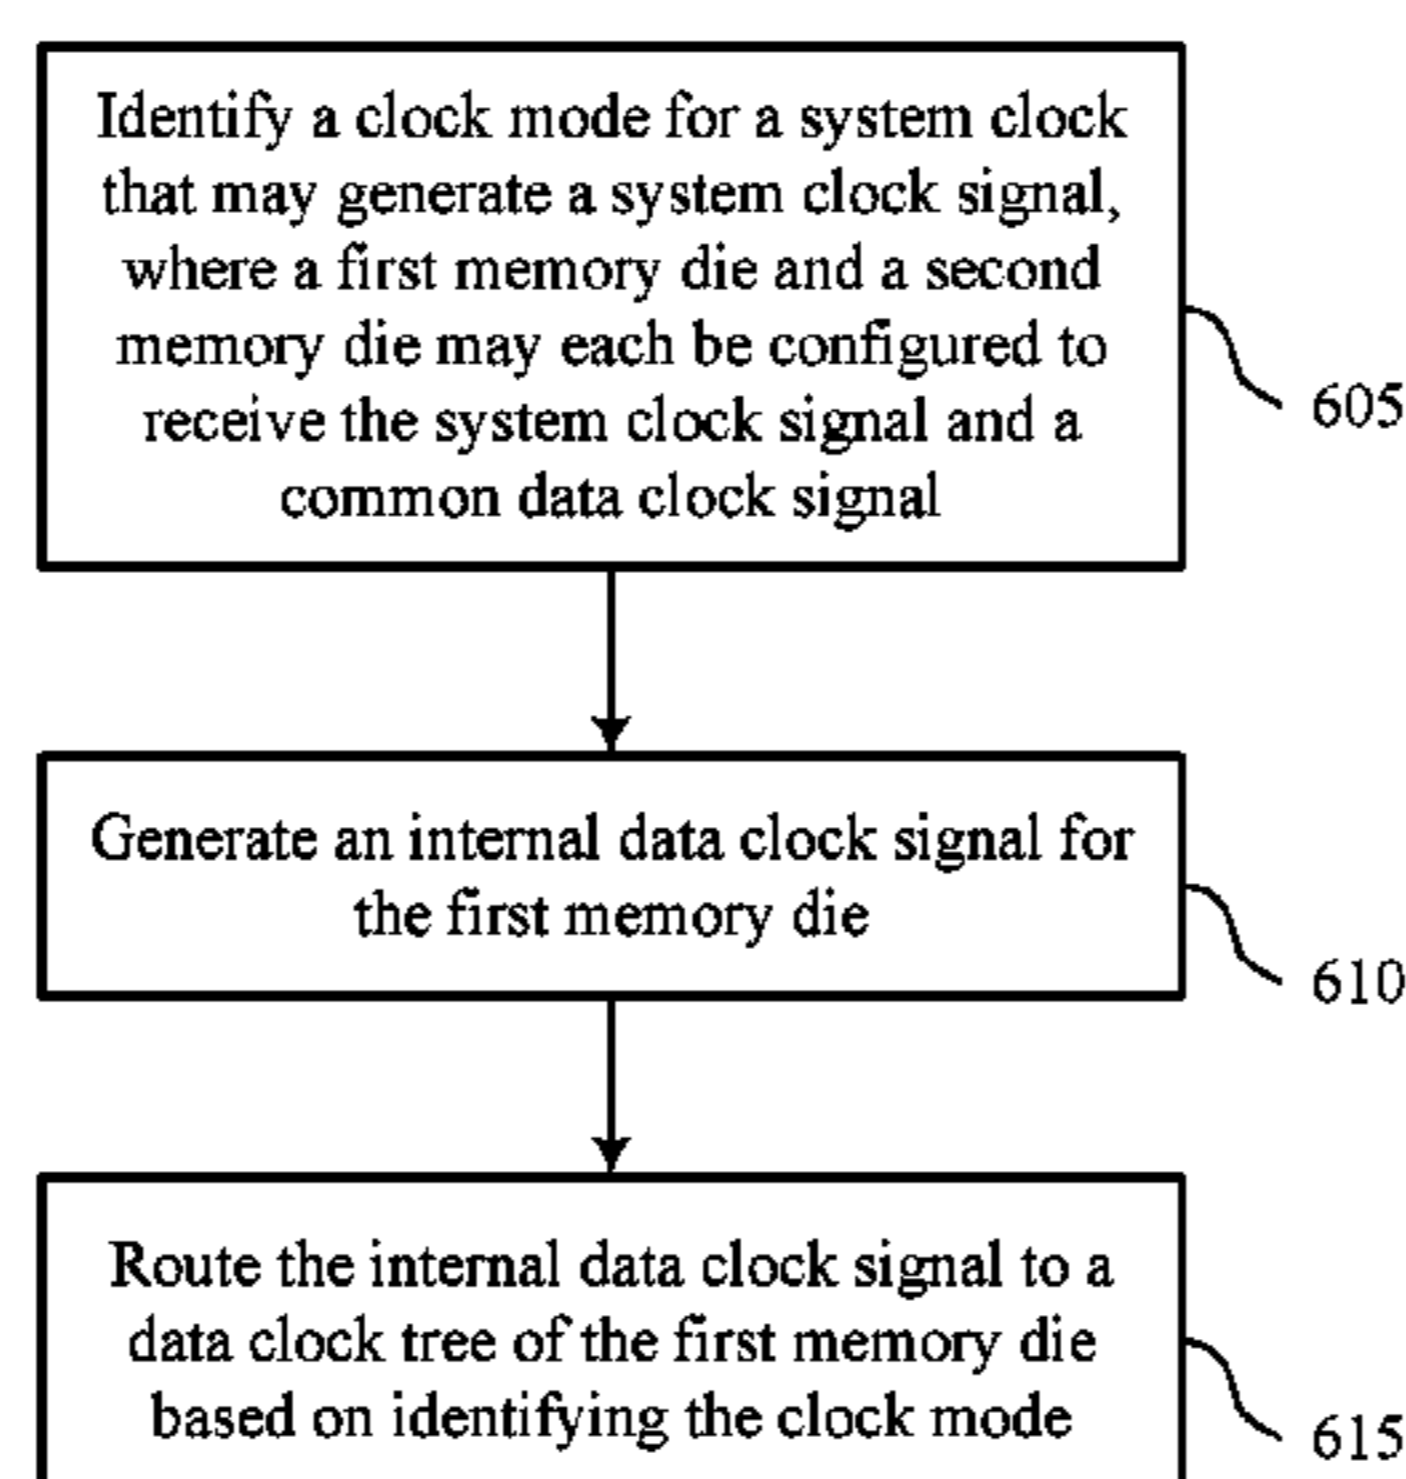 Identify a clock mode for a system clock
that may generate a system clock signal,
where a first memory die and a second
memory die may each be configured to
receive the system clock signal and a
common data clock signal
605
Generate an internal data clock signal for
the first memory die
610
Route the internal data clock signal to a
data clock tree of the first memory die
based on identifying the clock mode
615